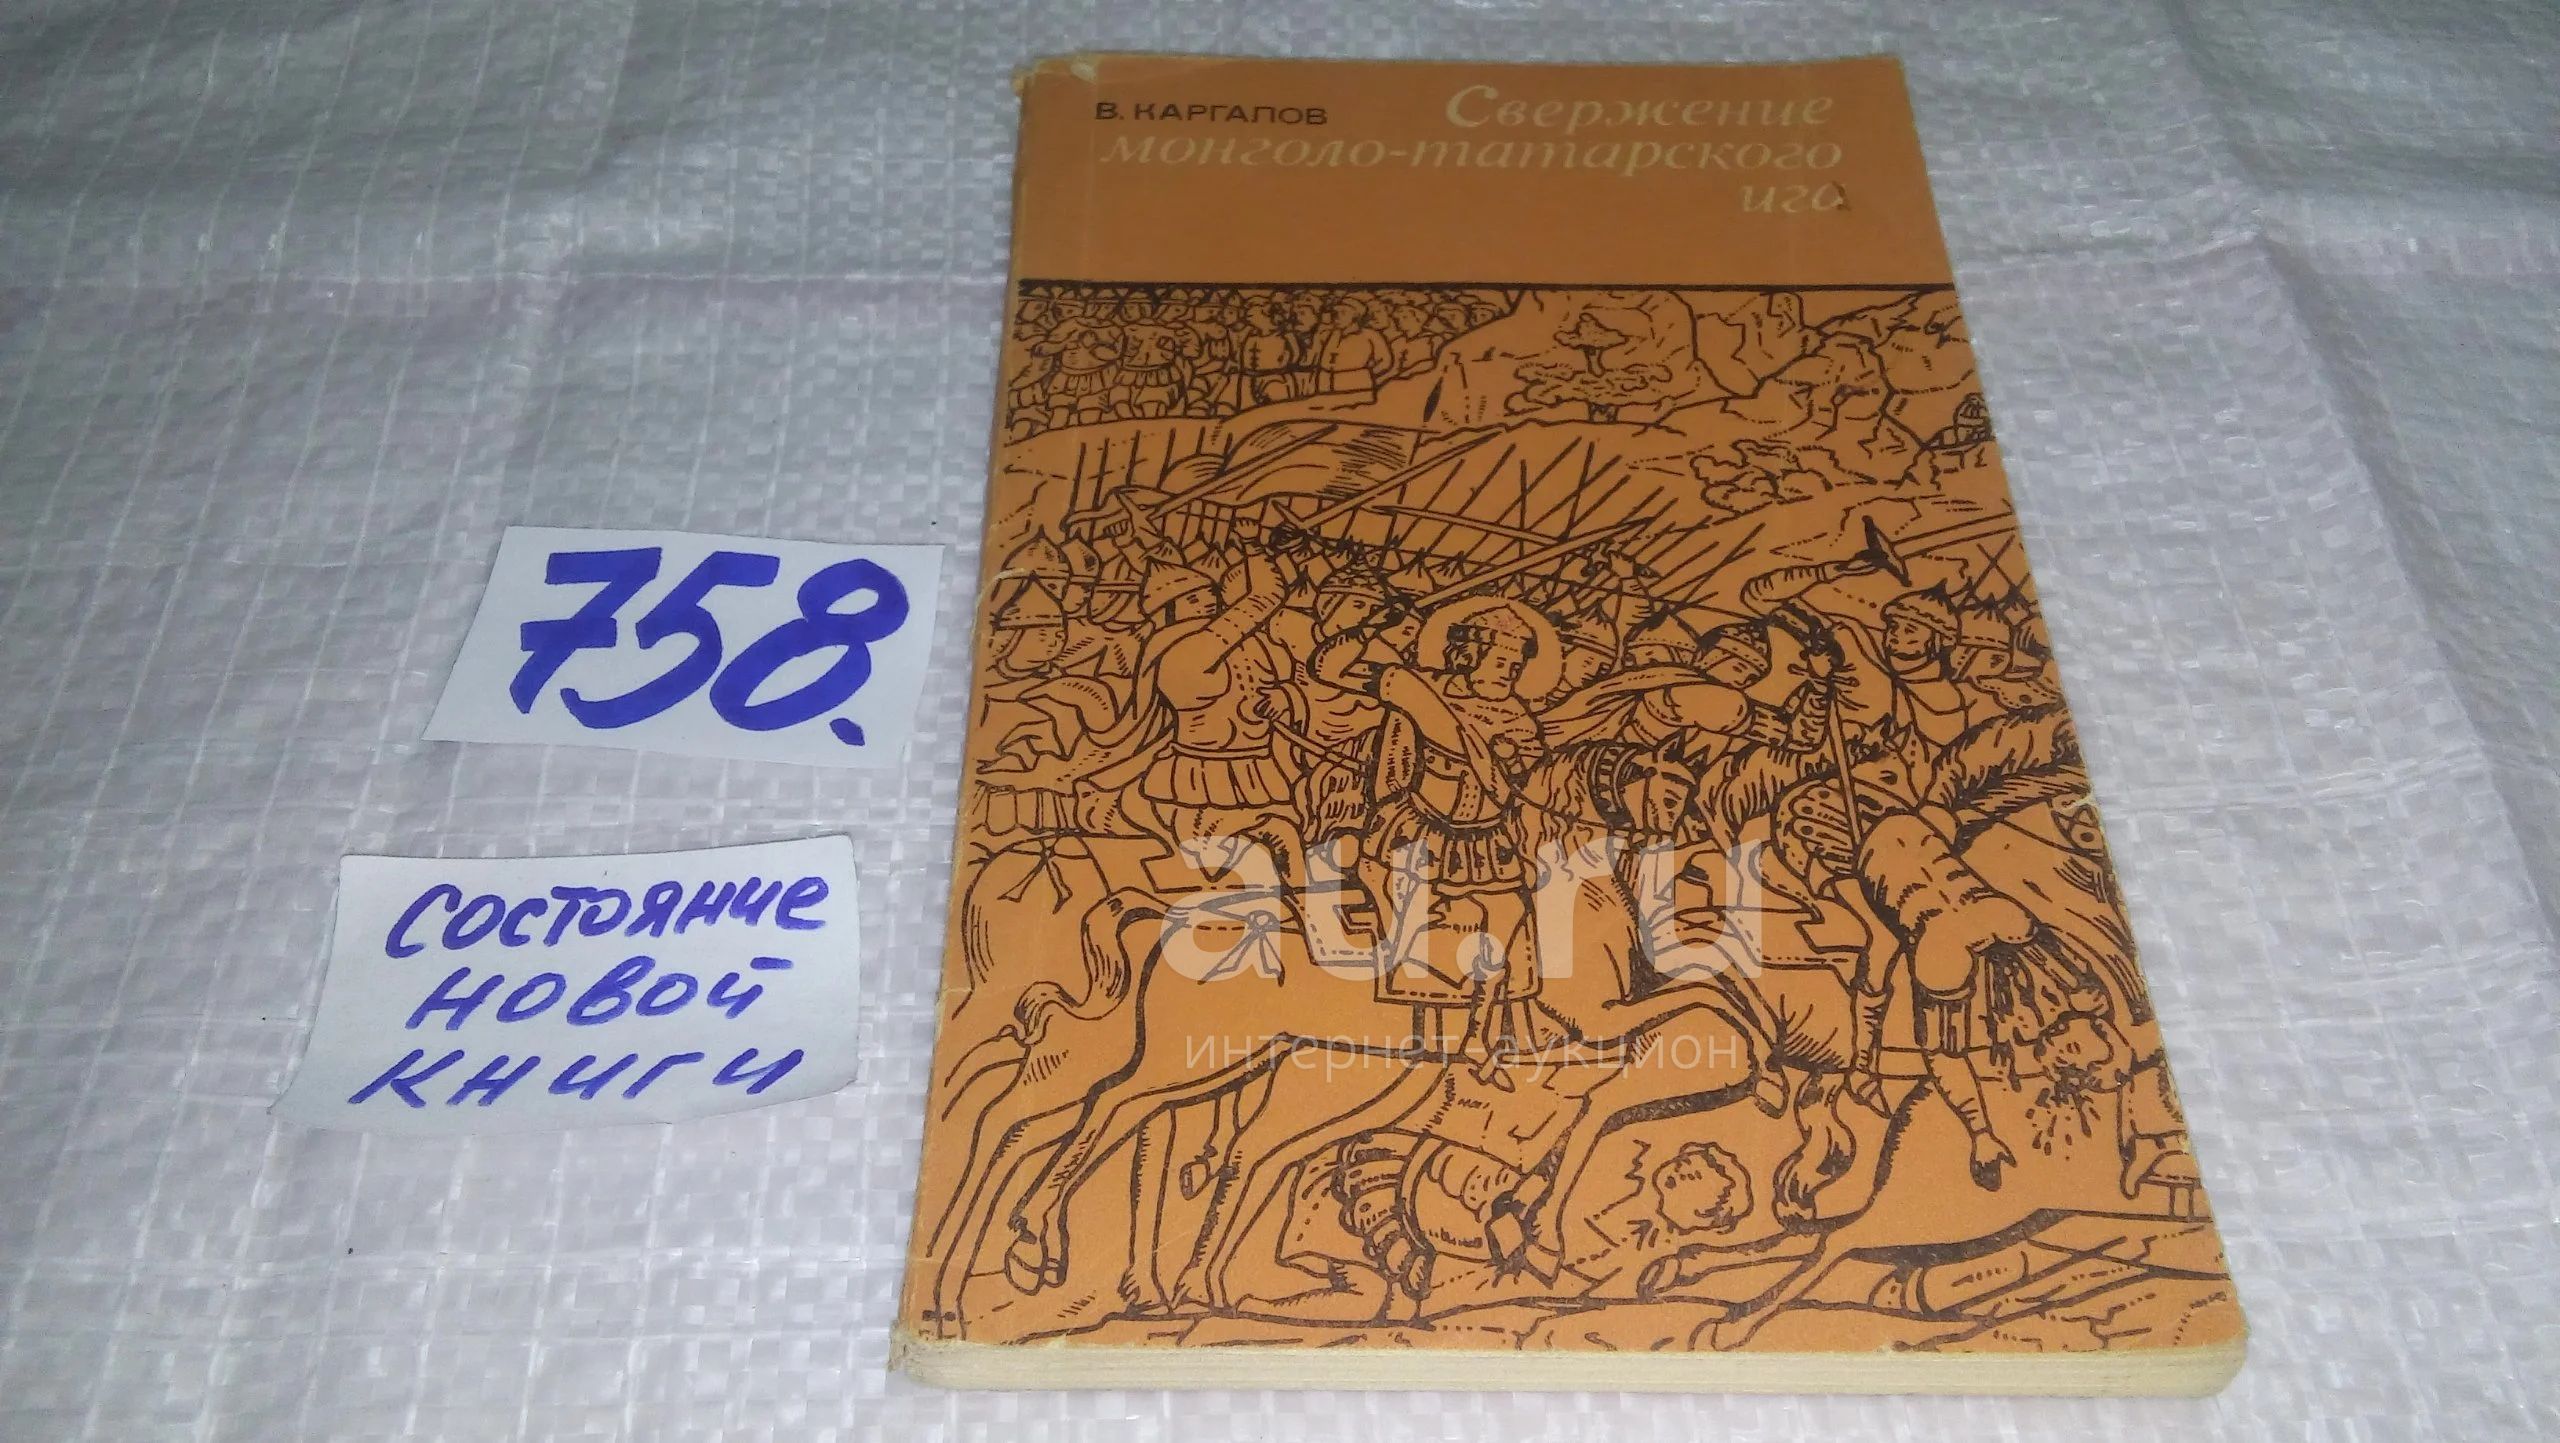 В. КАРГАЛОВ
Свержение
монголо-татарского
ига
758.
состояние
новой
книги
au.ru
интернет-аукцион